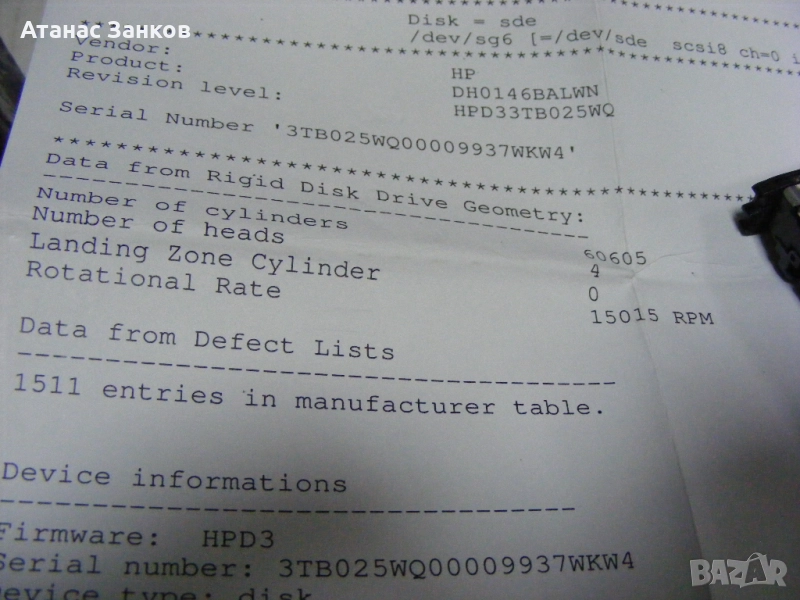 Атанас Занков
Disk = sde
/dev/sg6 [=/dev/sde scsi8 ch=0 i
**********************************************
Vendor: HP
Product: DH0146BALWN
Revision level: HPD33TB025WQ
Serial Number '3TB025WQ00009937WKW4'
**********************************************
Data from Rigid Disk Drive Geometry:
------------------------------------
Number of cylinders 60605
Number of heads 4
Landing Zone Cylinder 0
Rotational Rate 15015 RPM
Data from Defect Lists
------------------------------------
1511 entries in manufacturer table.
Device informations
------------------------------------
Firmware: HPD3
Serial number: 3TB025WQ00009937WKW4
Device type: disk
BAZAR